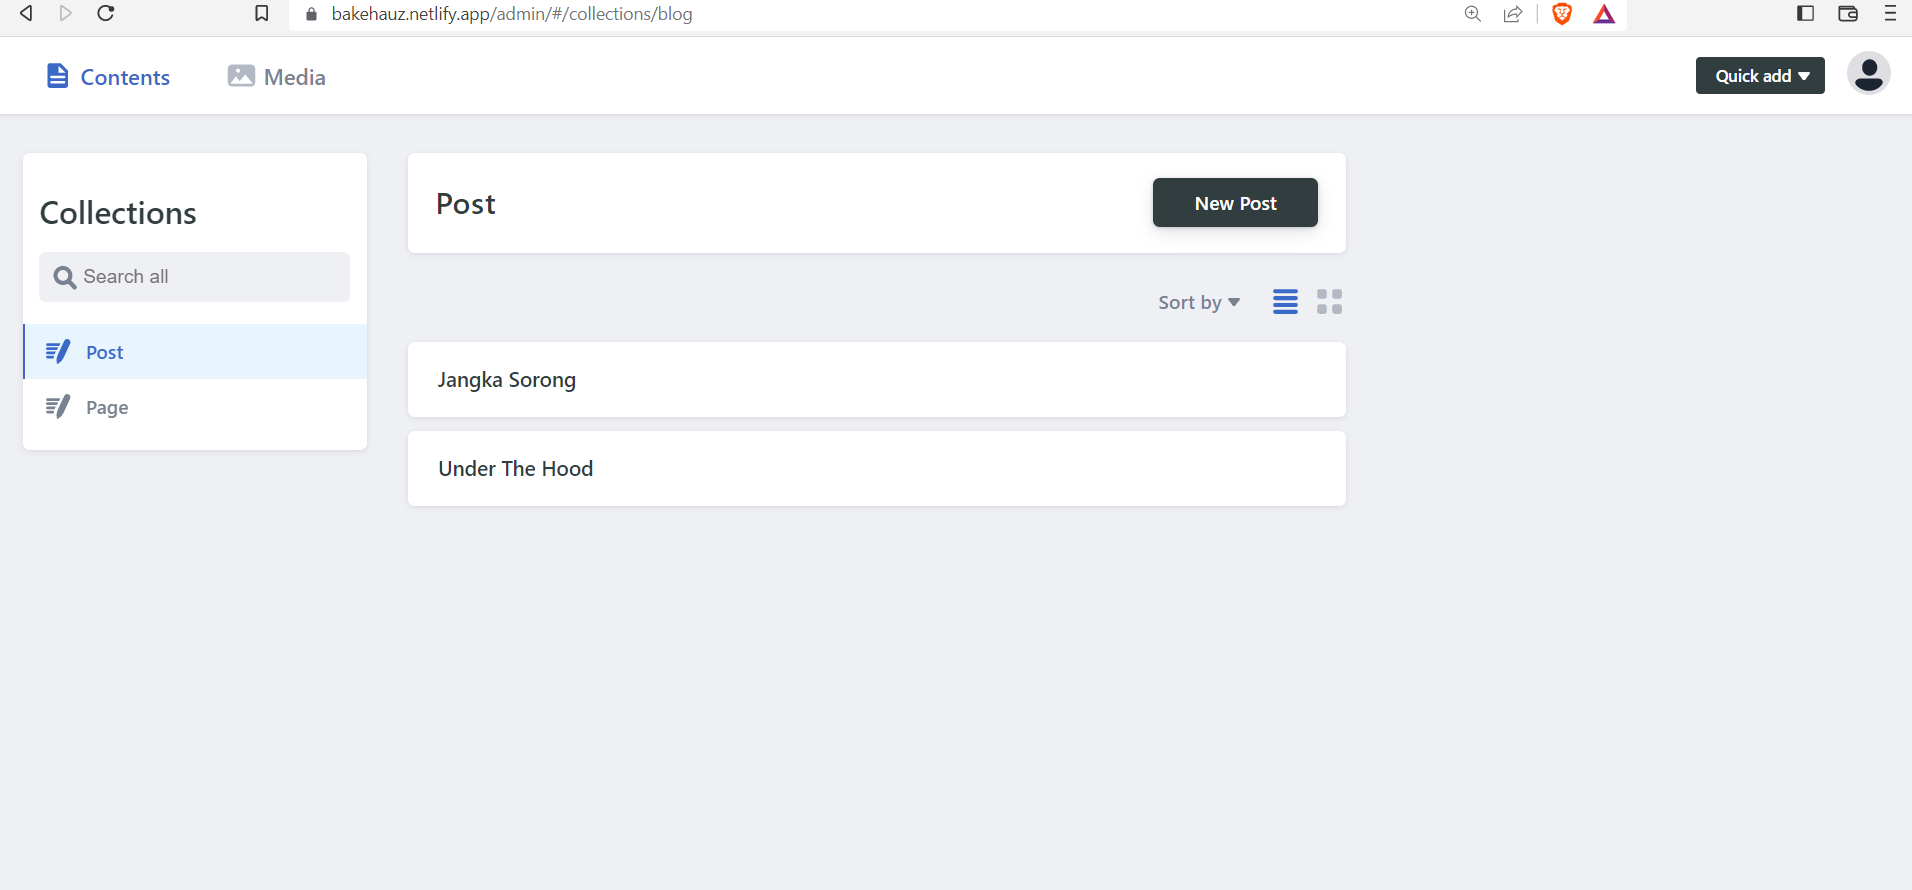 bakehauz.netlify.app/admin/#/collections/blog
Contents
Media
Quick add
Collections
Search all
Post
Page
Post
New Post
Sort by
Jangka Sorong
Under The Hood